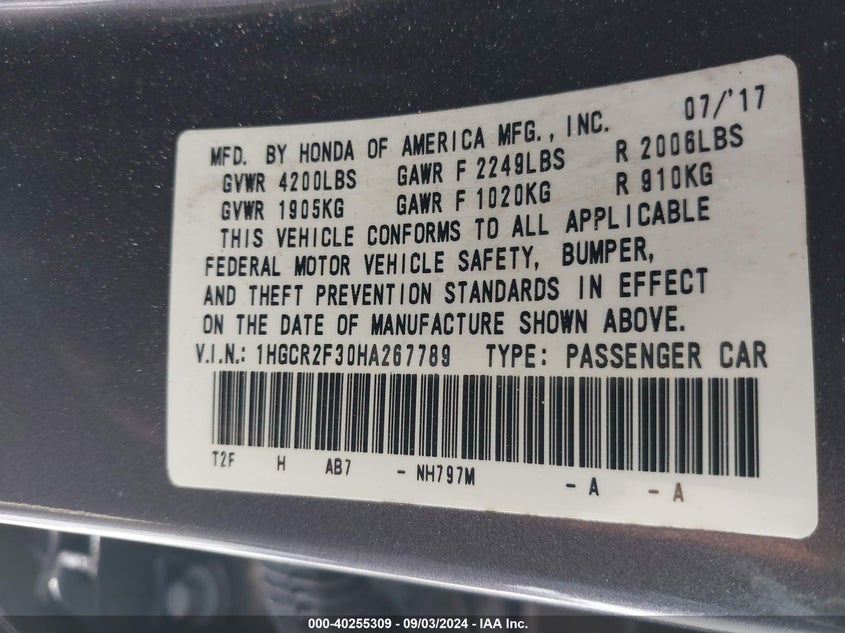 07/'17
MFD. BY HONDA OF AMERICA MFG., INC.
GVWR 4200LBS GAWR F 2249LBS R 2006LBS
GVWR 1905KG GAWR F 1020KG R 910KG
THIS VEHICLE CONFORMS TO ALL APPLICABLE
FEDERAL MOTOR VEHICLE SAFETY, BUMPER,
AND THEFT PREVENTION STANDARDS IN EFFECT
ON THE DATE OF MANUFACTURE SHOWN ABOVE.
V.I.N.: 1HGCR2F30HA267789 TYPE: PASSENGER CAR
T2F H AB7 - NH797M - A - A
000-40255309 - 09/03/2024 - IAA Inc.